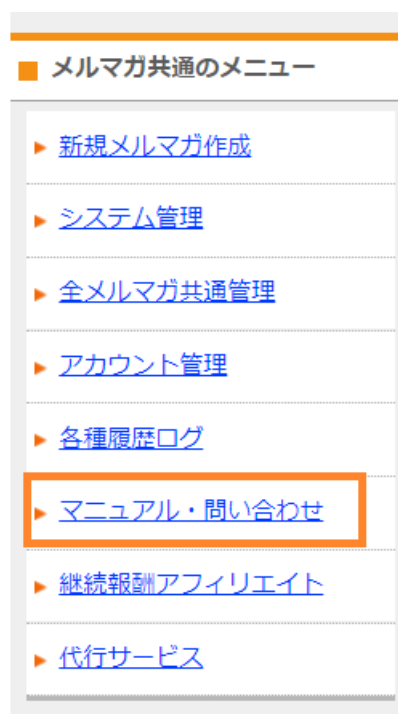 メルマガ共通のメニュー
新規メルマガ作成
システム管理
全メルマガ共通管理
アカウント管理
各種履歴ログ
マニュアル・問い合わせ
継続報酬アフィリエイト
代行サービス